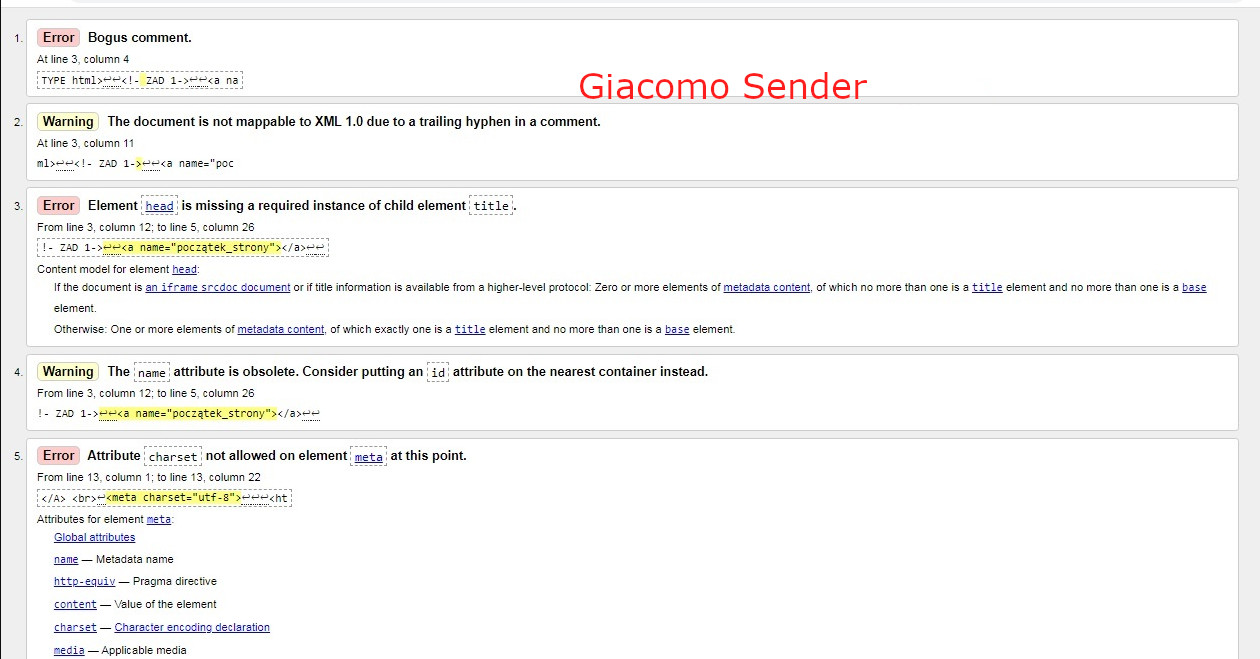 1. Error Bogus comment.
At line 3, column 4
TYPE html>↩↩<!- ZAD 1->↩↩<a na
Giacomo Sender
2. Warning The document is not mappable to XML 1.0 due to a trailing hyphen in a comment.
At line 3, column 11
ml>↩↩<!- ZAD 1->↩↩<a name="poc
3. Error Element head is missing a required instance of child element title.
From line 3, column 12; to line 5, column 26
!- ZAD 1->↩↩<a name="początek_strony"></a>↩↩
Content model for element head:
If the document is an iframe srcdoc document or if title information is available from a higher-level protocol: Zero or more elements of metadata content, of which no more than one is a title element and no more than one is a base
element.
Otherwise: One or more elements of metadata content, of which exactly one is a title element and no more than one is a base element.
4. Warning The name attribute is obsolete. Consider putting an id attribute on the nearest container instead.
From line 3, column 12; to line 5, column 26
!- ZAD 1->↩↩<a name="początek_strony"></a>↩↩
5. Error Attribute charset not allowed on element meta at this point.
From line 13, column 1; to line 13, column 22
</A> <br>↩<meta charset="utf-8">↩↩↩<ht
Attributes for element meta:
Global attributes
name — Metadata name
http-equiv — Pragma directive
content — Value of the element
charset — Character encoding declaration
media — Applicable media